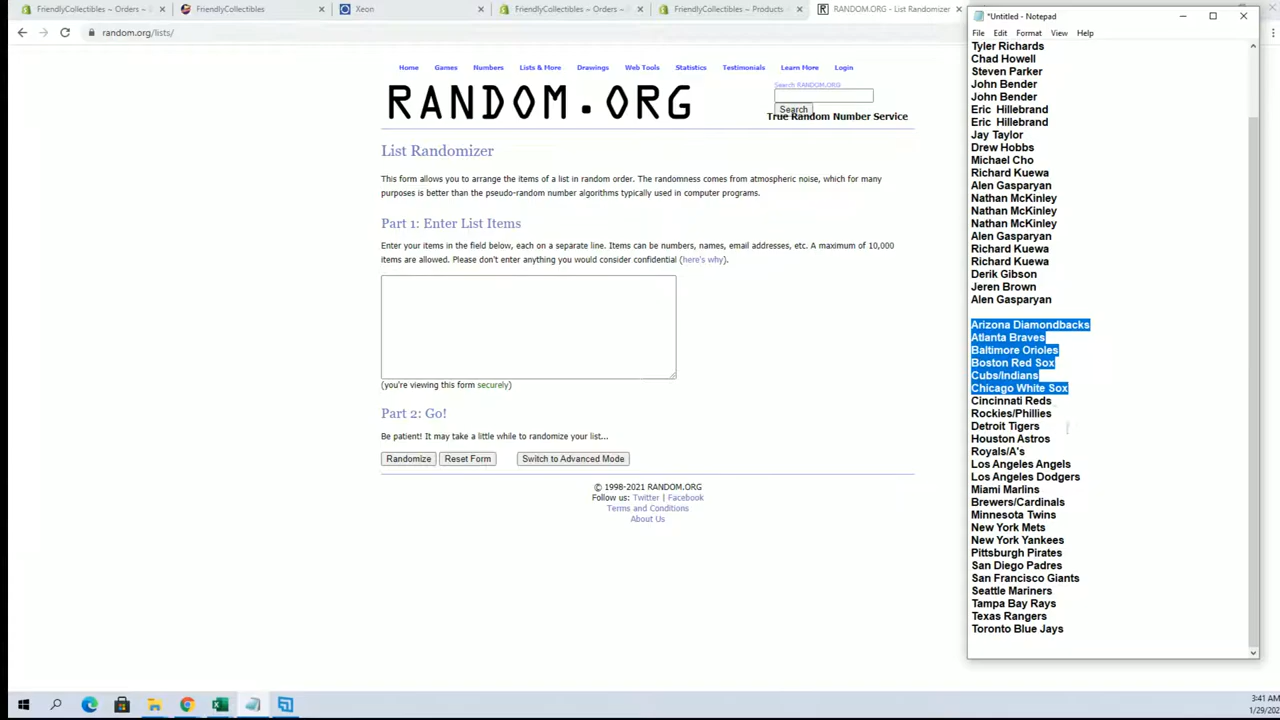 FriendlyCollectibles ~ Orders ~
FriendlyCollectibles
Xeon
FriendlyCollectibles ~ Orders ~
FriendlyCollectibles ~ Products
RANDOM.ORG - List Randomizer
random.org/lists/
Home
Games
Numbers
Lists & More
Drawings
Web Tools
Statistics
Testimonials
Learn More
Login
RANDOM.ORG
Search RANDOM.ORG
Search
True Random Number Service
List Randomizer
This form allows you to arrange the items of a list in random order. The randomness comes from atmospheric noise, which for many
purposes is better than the pseudo-random number algorithms typically used in computer programs.
Part 1: Enter List Items
Enter your items in the field below, each on a separate line. Items can be numbers, names, email addresses, etc. A maximum of 10,000
items are allowed. Please don't enter anything you would consider confidential (here's why).
(you're viewing this form securely)
Part 2: Go!
Be patient! It may take a little while to randomize your list...
Randomize
Reset Form
Switch to Advanced Mode
© 1998-2021 RANDOM.ORG
Follow us: Twitter | Facebook
Terms and Conditions
About Us
*Untitled - Notepad
File Edit Format View Help
Tyler Richards
Chad Howell
Steven Parker
John Bender
John Bender
Eric Hillebrand
Eric Hillebrand
Jay Taylor
Drew Hobbs
Michael Cho
Richard Kuewa
Alen Gasparyan
Nathan McKinley
Nathan McKinley
Nathan McKinley
Alen Gasparyan
Richard Kuewa
Richard Kuewa
Derik Gibson
Jeren Brown
Alen Gasparyan
Arizona Diamondbacks
Atlanta Braves
Baltimore Orioles
Boston Red Sox
Cubs/Indians
Chicago White Sox
Cincinnati Reds
Rockies/Phillies
Detroit Tigers
Houston Astros
Royals/A's
Los Angeles Angels
Los Angeles Dodgers
Miami Marlins
Brewers/Cardinals
Minnesota Twins
New York Mets
New York Yankees
Pittsburgh Pirates
San Diego Padres
San Francisco Giants
Seattle Mariners
Tampa Bay Rays
Texas Rangers
Toronto Blue Jays
3:41 AM
1/29/202